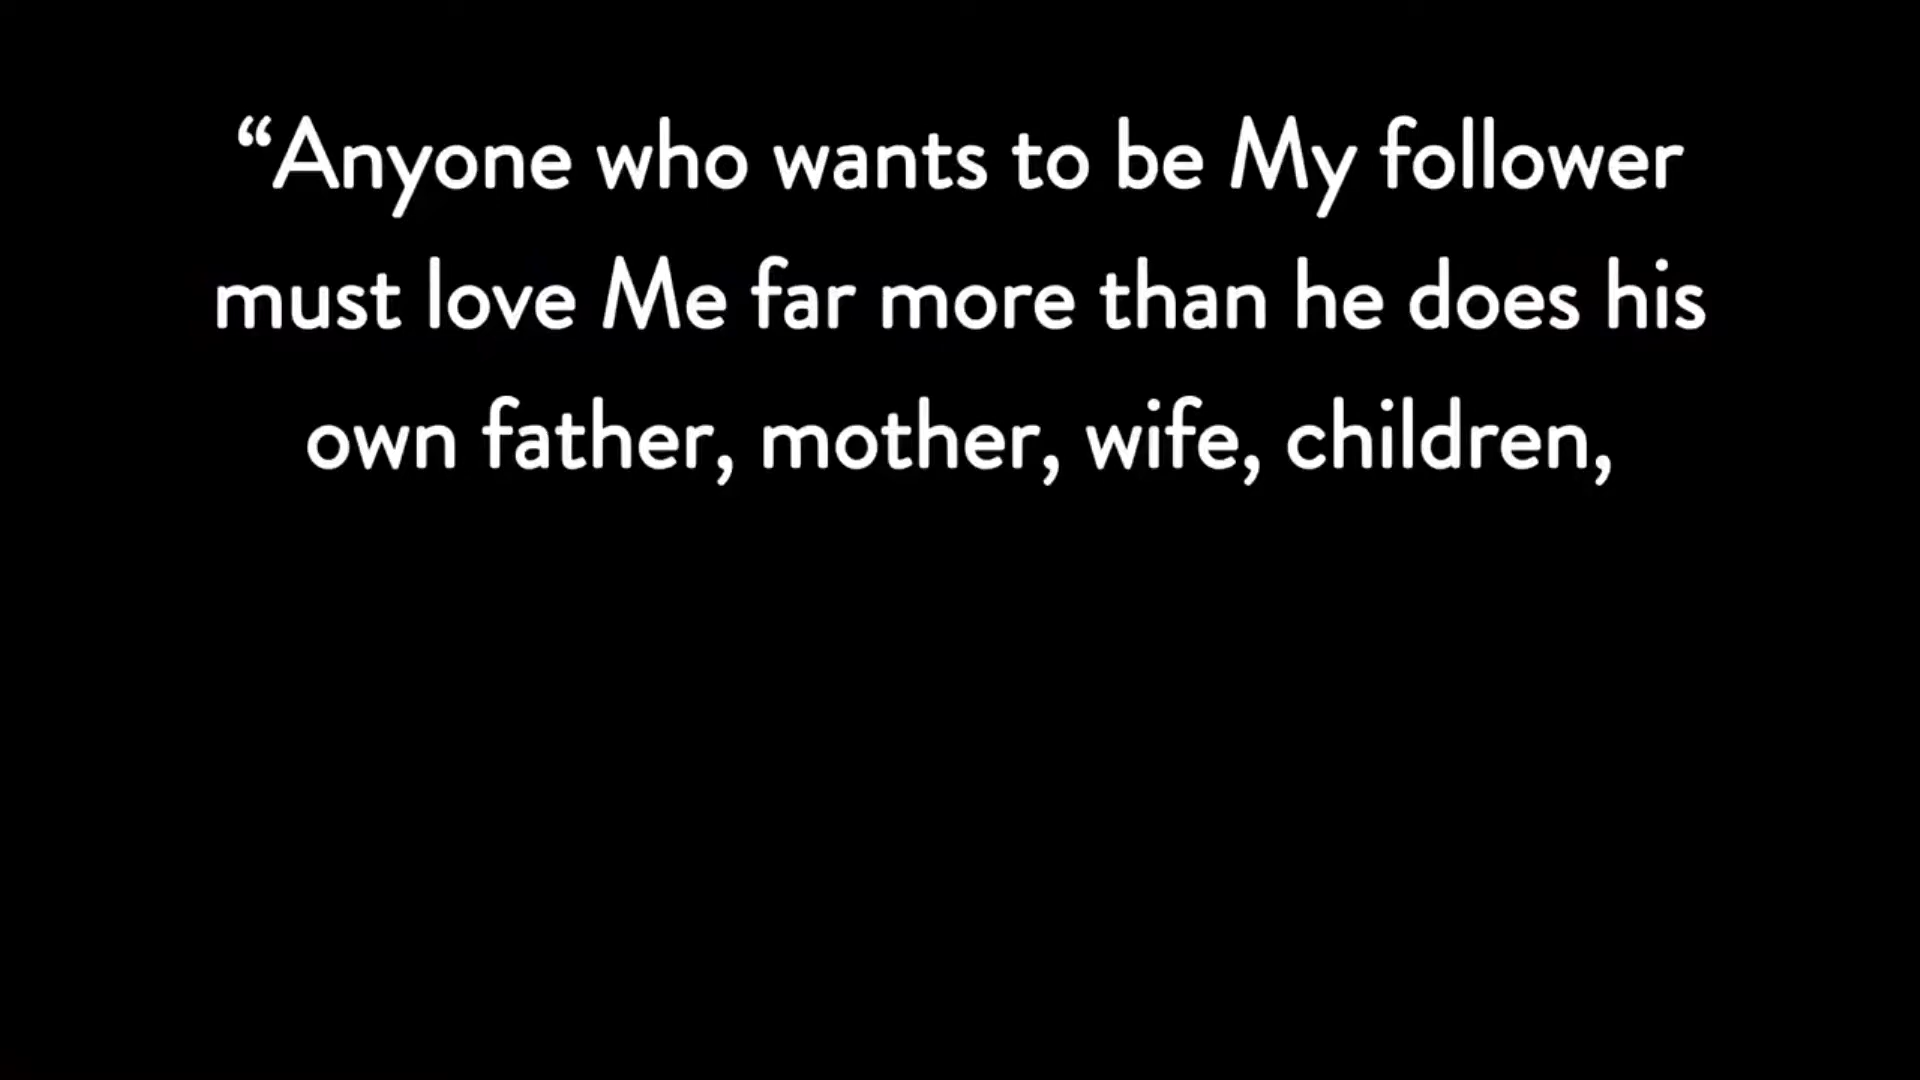 “Anyone who wants to be My follower
must love Me far more than he does his
own father, mother, wife, children,